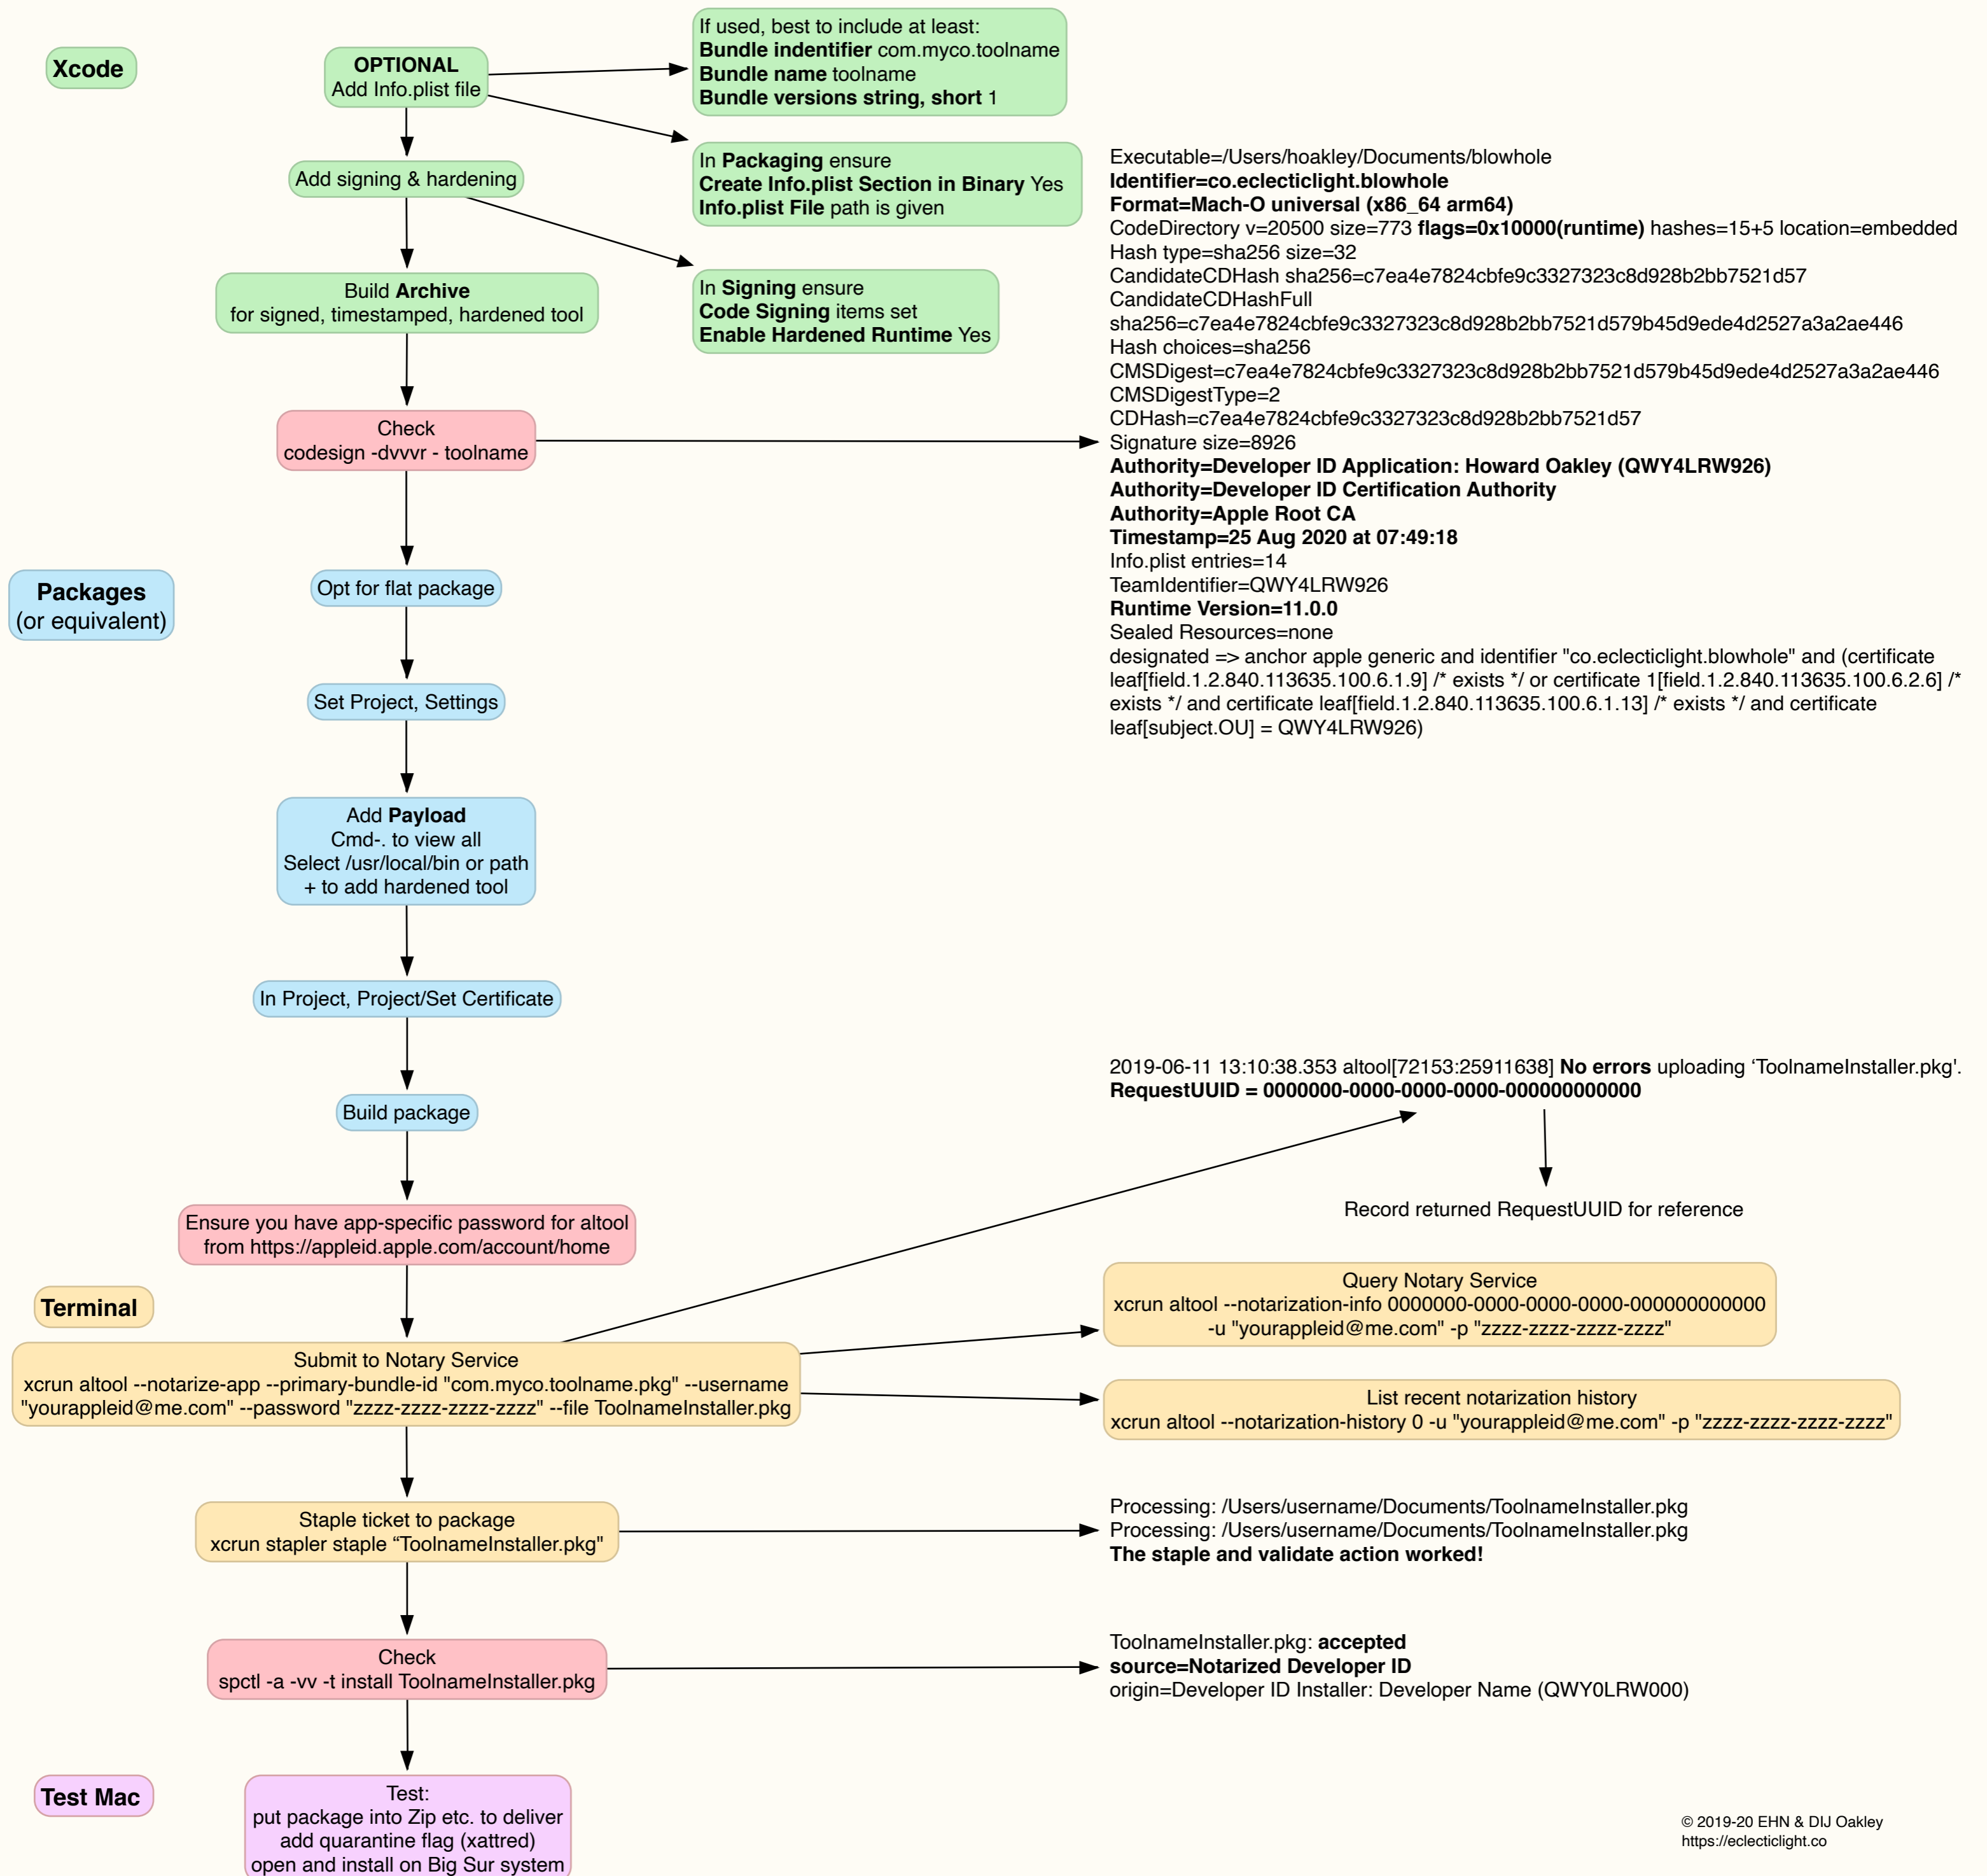 Xcode
OPTIONAL
Add Info.plist file
If used, best to include at least:
Bundle indentifier com.myco.toolname
Bundle name toolname
Bundle versions string, short 1
Add signing & hardening
In Packaging ensure
Create Info.plist Section in Binary Yes
Info.plist File path is given
Build Archive
for signed, timestamped, hardened tool
In Signing ensure
Code Signing items set
Enable Hardened Runtime Yes
Check
codesign -dvvvr - toolname
Executable=/Users/hoakley/Documents/blowhole
Identifier=co.eclecticlight.blowhole
Format=Mach-O universal (x86_64 arm64)
CodeDirectory v=20500 size=773 flags=0x10000(runtime) hashes=15+5 location=embedded
Hash type=sha256 size=32
CandidateCDHash sha256=c7ea4e7824cbfe9c3327323c8d928b2bb7521d57
CandidateCDHashFull
sha256=c7ea4e7824cbfe9c3327323c8d928b2bb7521d579b45d9ede4d2527a3a2ae446
Hash choices=sha256
CMSDigest=c7ea4e7824cbfe9c3327323c8d928b2bb7521d579b45d9ede4d2527a3a2ae446
CMSDigestType=2
CDHash=c7ea4e7824cbfe9c3327323c8d928b2bb7521d57
Signature size=8926
Authority=Developer ID Application: Howard Oakley (QWY4LRW926)
Authority=Developer ID Certification Authority
Authority=Apple Root CA
Timestamp=25 Aug 2020 at 07:49:18
Info.plist entries=14
TeamIdentifier=QWY4LRW926
Runtime Version=11.0.0
Sealed Resources=none
designated => anchor apple generic and identifier "co.eclecticlight.blowhole" and (certificate
leaf[field.1.2.840.113635.100.6.1.9] /* exists */ or certificate 1[field.1.2.840.113635.100.6.2.6] /*
exists */ and certificate leaf[field.1.2.840.113635.100.6.1.13] /* exists */ and certificate
leaf[subject.OU] = QWY4LRW926)
Packages
(or equivalent)
Opt for flat package
Set Project, Settings
Add Payload
Cmd-. to view all
Select /usr/local/bin or path
+ to add hardened tool
In Project, Project/Set Certificate
Build package
Ensure you have app-specific password for altool
from https://appleid.apple.com/account/home
2019-06-11 13:10:38.353 altool[72153:25911638] No errors uploading ‘ToolnameInstaller.pkg'.
RequestUUID = 0000000-0000-0000-0000-000000000000
Record returned RequestUUID for reference
Terminal
Submit to Notary Service
xcrun altool --notarize-app --primary-bundle-id "com.myco.toolname.pkg" --username
"yourappleid@me.com" --password "zzzz-zzzz-zzzz-zzzz" --file ToolnameInstaller.pkg
Query Notary Service
xcrun altool --notarization-info 0000000-0000-0000-0000-000000000000
-u "yourappleid@me.com" -p "zzzz-zzzz-zzzz-zzzz"
List recent notarization history
xcrun altool --notarization-history 0 -u "yourappleid@me.com" -p "zzzz-zzzz-zzzz-zzzz"
Staple ticket to package
xcrun stapler staple “ToolnameInstaller.pkg"
Processing: /Users/username/Documents/ToolnameInstaller.pkg
Processing: /Users/username/Documents/ToolnameInstaller.pkg
The staple and validate action worked!
Check
spctl -a -vv -t install ToolnameInstaller.pkg
ToolnameInstaller.pkg: accepted
source=Notarized Developer ID
origin=Developer ID Installer: Developer Name (QWY0LRW000)
Test Mac
Test:
put package into Zip etc. to deliver
add quarantine flag (xattred)
open and install on Big Sur system
© 2019-20 EHN & DIJ Oakley
https://eclecticlight.co